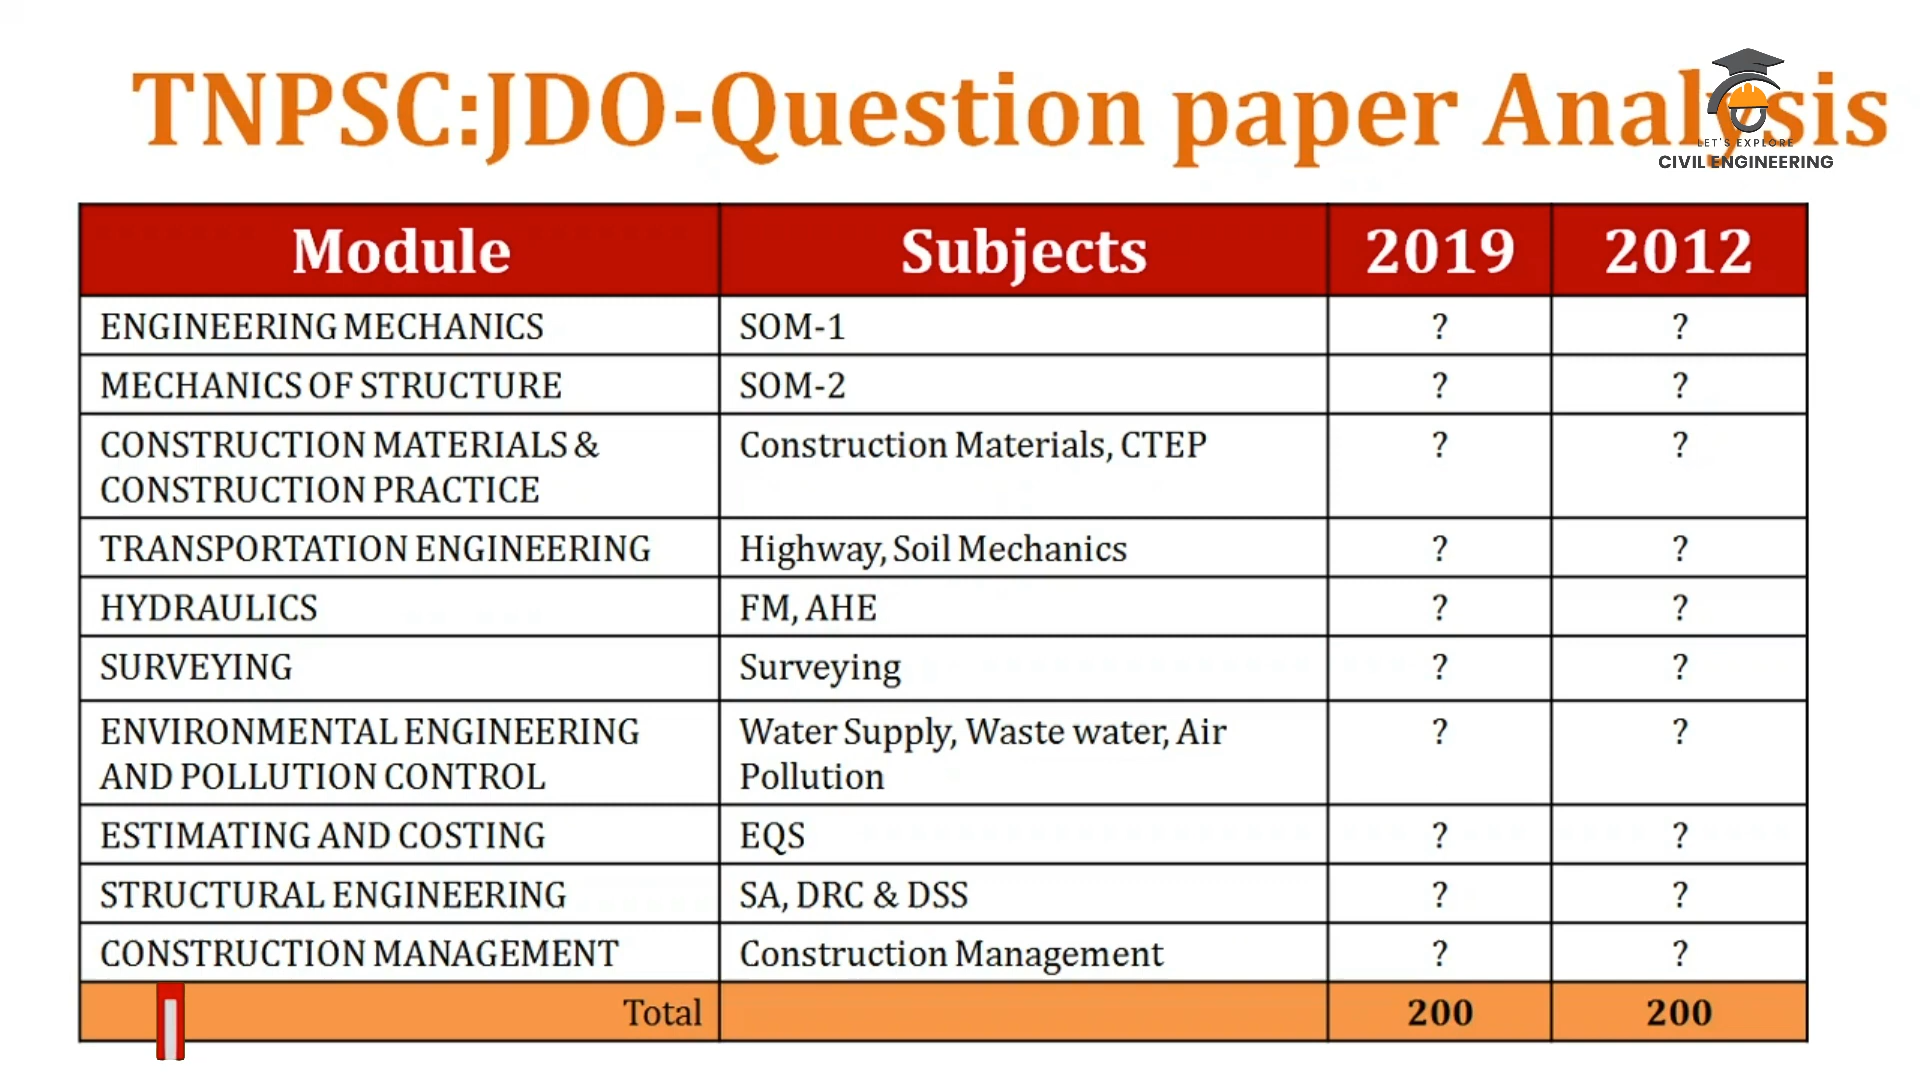 TNPSC:JDO-Question paper Analysis
LET'S EXPLORE
CIVIL ENGINEERING
Module Subjects 2019 2012
ENGINEERING MECHANICS SOM-1 ? ?
MECHANICS OF STRUCTURE SOM-2 ? ?
CONSTRUCTION MATERIALS & Construction Materials, CTEP ? ?
CONSTRUCTION PRACTICE
TRANSPORTATION ENGINEERING Highway, Soil Mechanics ? ?
HYDRAULICS FM, AHE ? ?
SURVEYING Surveying ? ?
ENVIRONMENTAL ENGINEERING Water Supply, Waste water, Air ? ?
AND POLLUTION CONTROL Pollution
ESTIMATING AND COSTING EQS ? ?
STRUCTURAL ENGINEERING SA, DRC & DSS ? ?
CONSTRUCTION MANAGEMENT Construction Management ? ?
Total 200 200